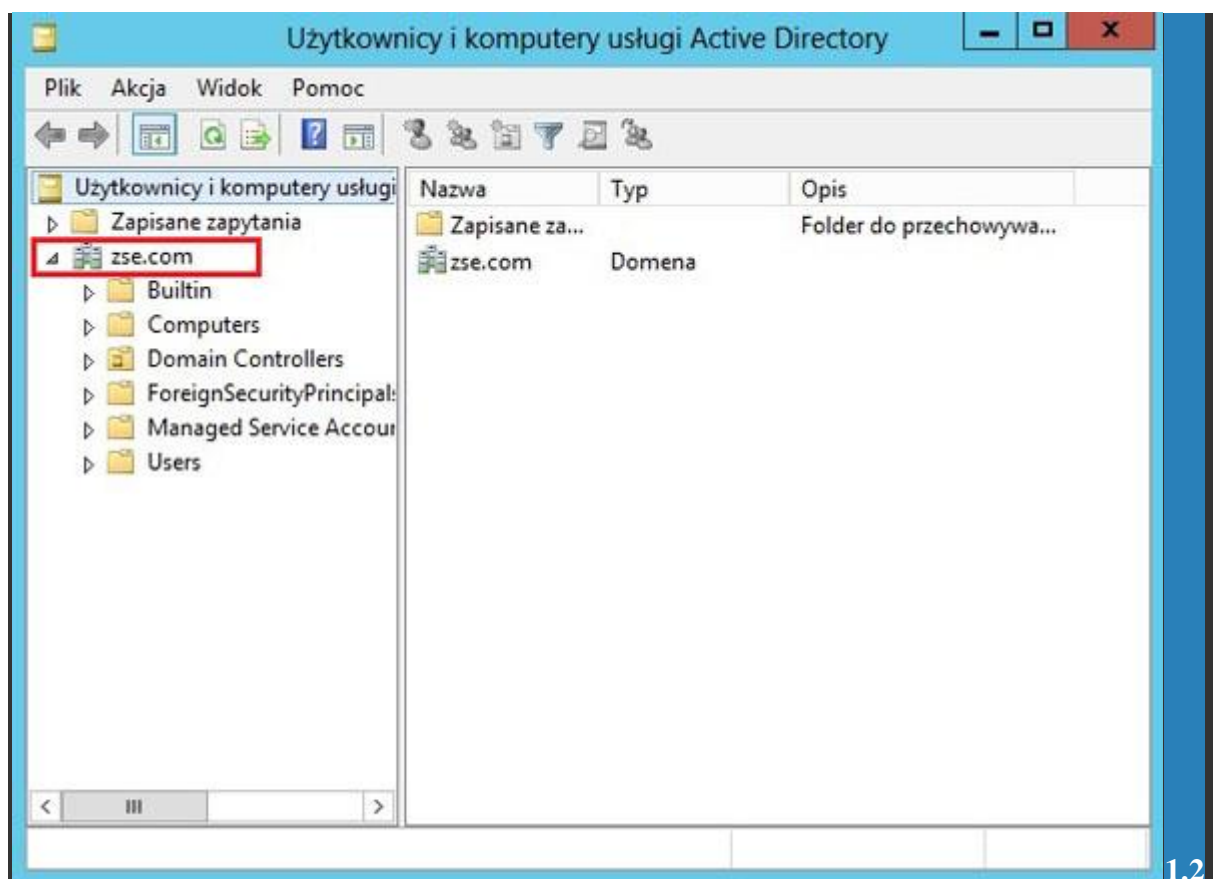 Użytkownicy i komputery usługi Active Directory
Plik Akcja Widok Pomoc
Użytkownicy i komputery usługi
Zapisane zapytania
zse.com
Builtin
Computers
Domain Controllers
ForeignSecurityPrincipals
Managed Service Accour
Users
Nazwa Typ Opis
Zapisane za... Folder do przechowywa...
zse.com Domena
1.2